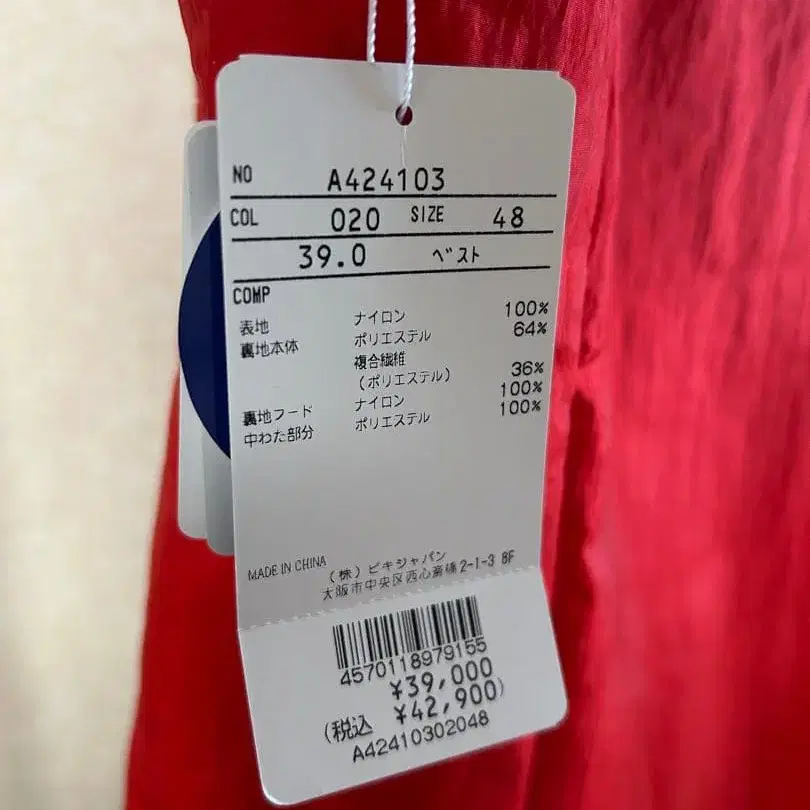 NO A424103
COL 020 SIZE 48
39.0 ベスト
COMP
表地 ナイロン 100%
裏地本体 ポリエステル 64%
複合繊維
(ポリエステル) 36%
裏地フード ナイロン 100%
中わた部分 ポリエステル 100%
MADE IN CHINA (株)ビキジャパン
大阪市中央区西心斎橋2-1-3 8F
4570118979155
¥39,000
(税込 ¥42,900)
A42410302048